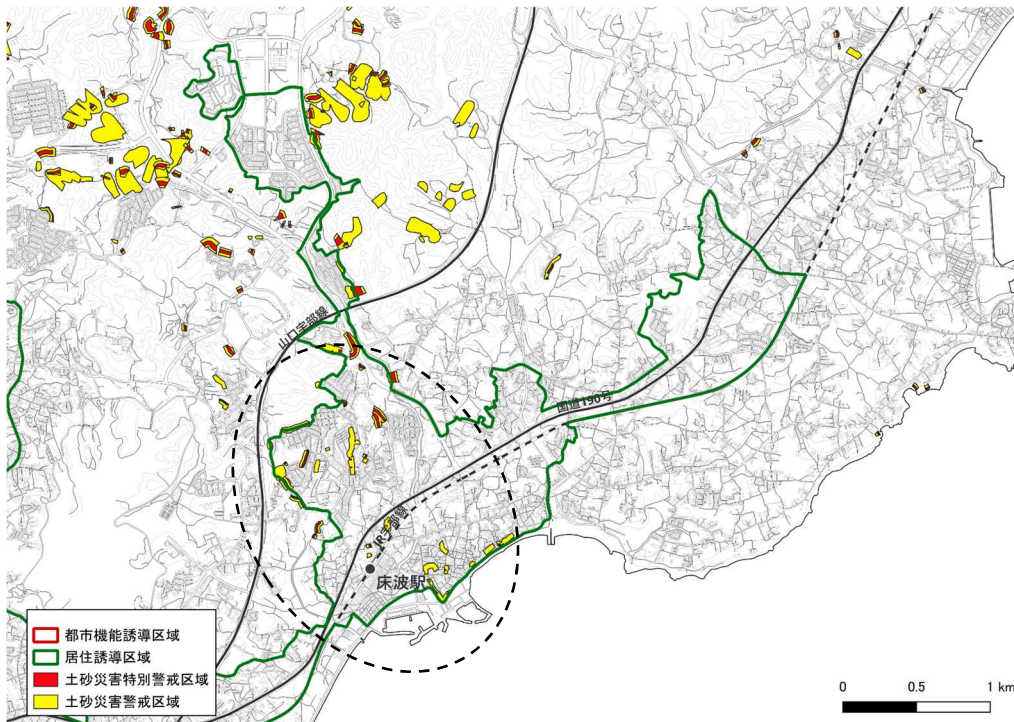 山口宇部線
国道190号
JR宇部線
床波駅
都市機能誘導区域
居住誘導区域
土砂災害特別警戒区域
土砂災害警戒区域
0 0.5 1 km